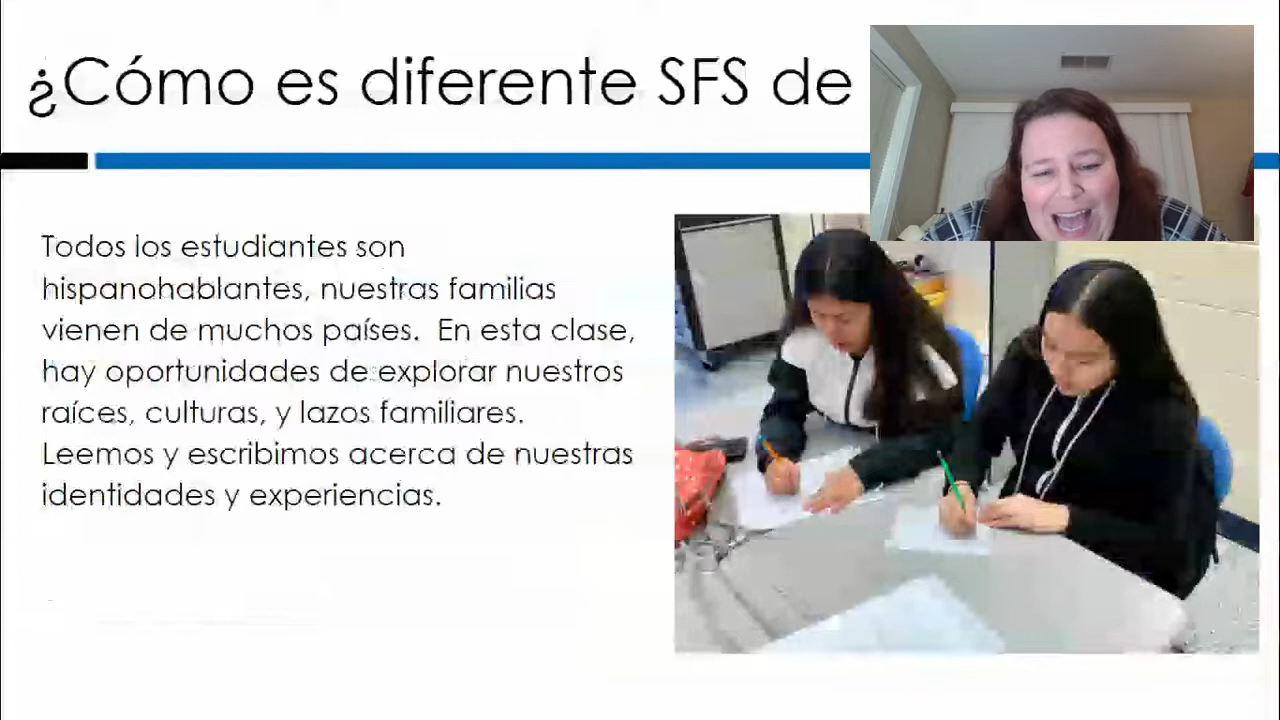 ¿Cómo es diferente SFS de
Todos los estudiantes son
hispanohablantes, nuestras familias
vienen de muchos países. En esta clase,
hay oportunidades de explorar nuestros
raíces, culturas, y lazos familiares.
Leemos y escribimos acerca de nuestras
identidades y experiencias.